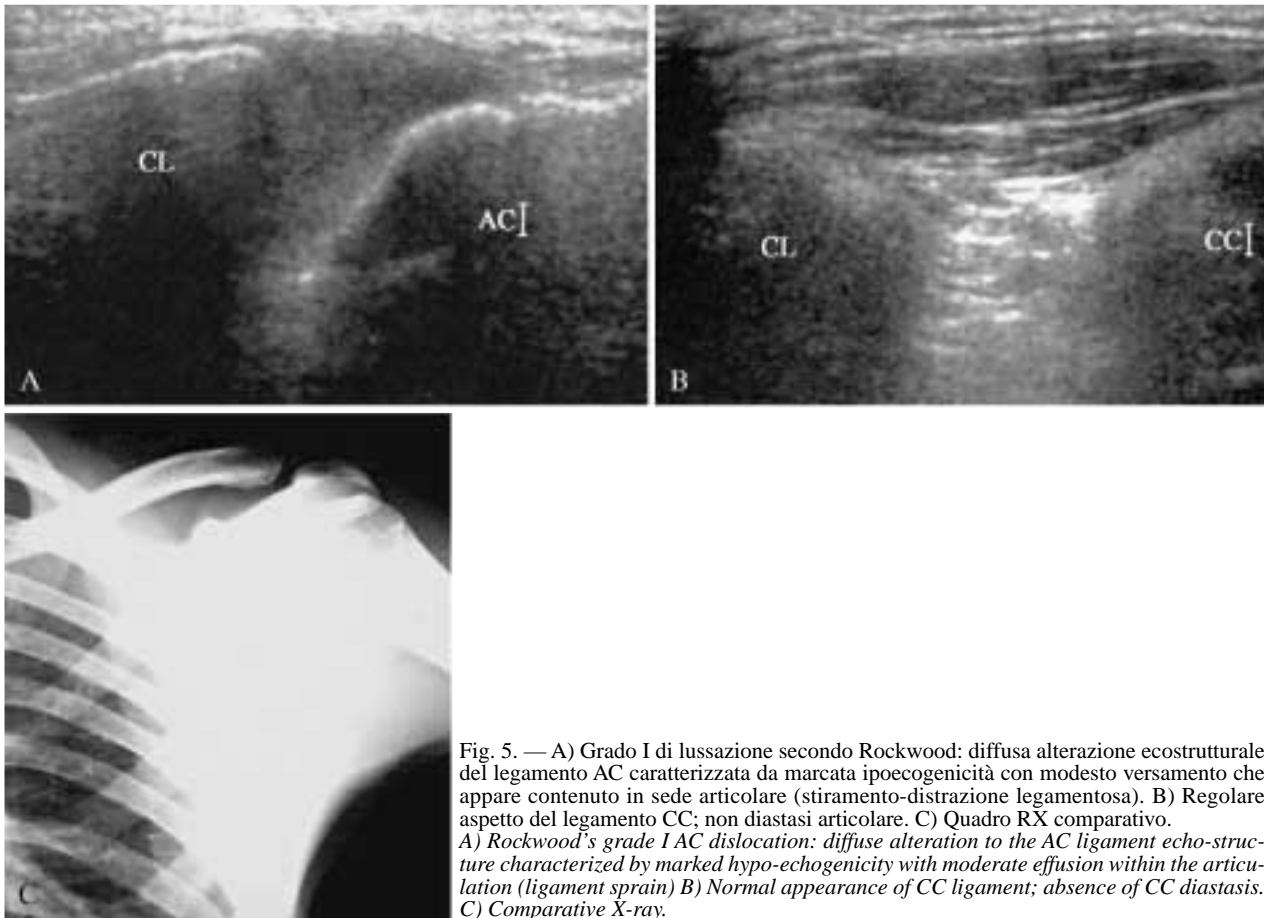 CL
AC
A
CL
CC
B
C
Fig. 5. — A) Grado I di lussazione secondo Rockwood: diffusa alterazione ecostrutturale
del legamento AC caratterizzata da marcata ipoecogenicità con modesto versamento che
appare contenuto in sede articolare (stiramento-distrazione legamentosa). B) Regolare
aspetto del legamento CC; non diastasi articolare. C) Quadro RX comparativo.
A) Rockwood's grade I AC dislocation: diffuse alteration to the AC ligament echo-struc-
ture characterized by marked hypo-echogenicity with moderate effusion within the articu-
lation (ligament sprain) B) Normal appearance of CC ligament; absence of CC diastasis.
C) Comparative X-ray.